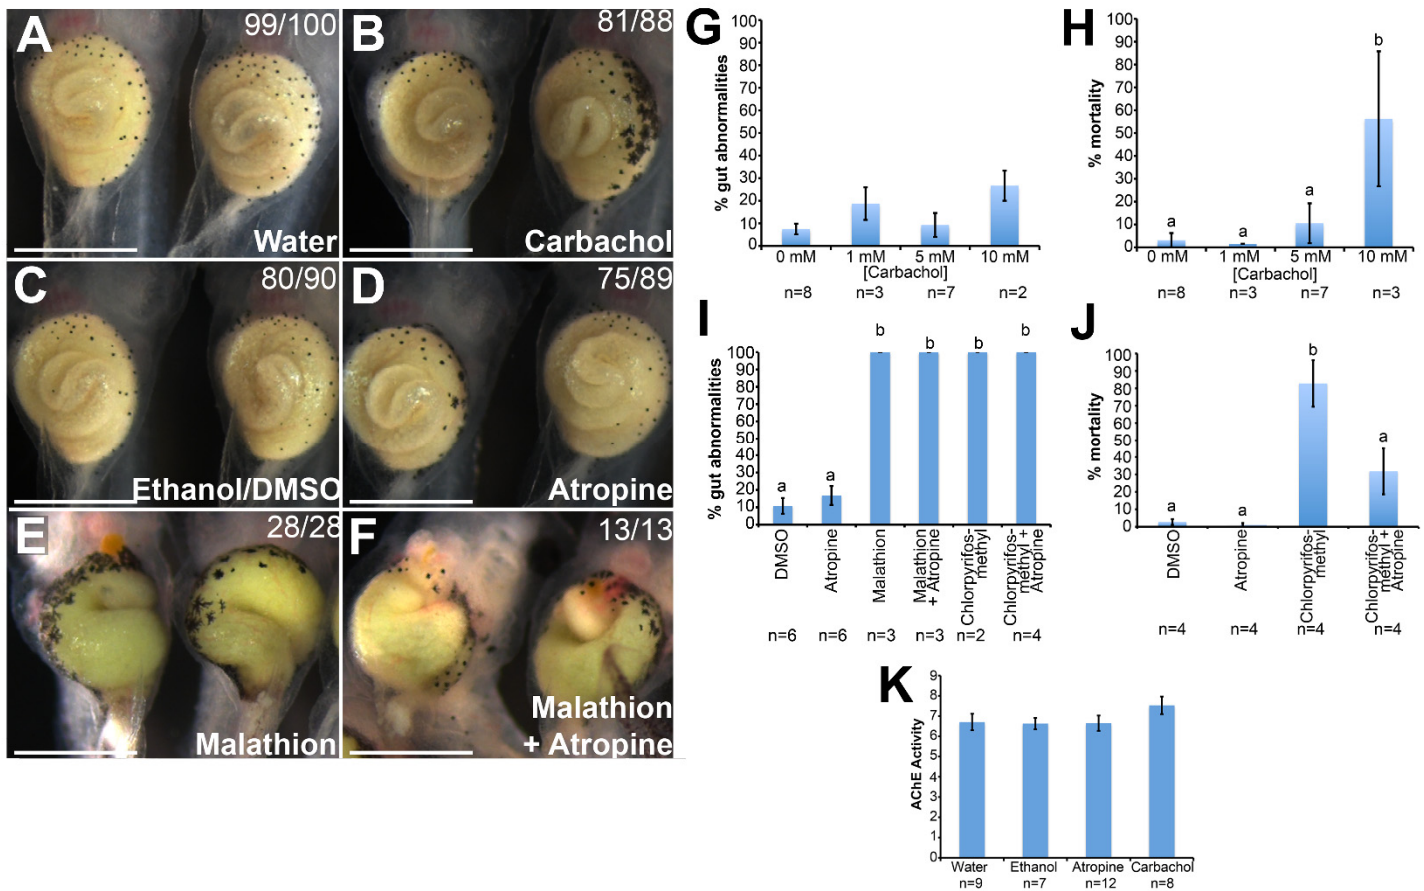 A
99/100
Water
B
81/88
Carbachol
C
80/90
Ethanol/DMSO
D
75/89
Atropine
E
28/28
Malathion
F
13/13
Malathion
+ Atropine
G
% gut abnormalities
100
90
80
70
60
50
40
30
20
10
0
0 mM
1 mM
5 mM
10 mM
[Carbachol]
n=8
n=3
n=7
n=2
H
% mortality
100
90
80
70
60
50
40
30
20
10
0
a
a
a
b
0 mM
1 mM
5 mM
10 mM
[Carbachol]
n=8
n=3
n=7
n=3
I
% gut abnormalities
100
90
80
70
60
50
40
30
20
10
0
a
a
b
b
b
b
DMSO
Atropine
Malathion
Malathion
+ Atropine
Chlorpyrifos-
methyl
Chlorpyrifos-
methyl +
Atropine
n=6
n=6
n=3
n=3
n=2
n=4
J
% mortality
100
90
80
70
60
50
40
30
20
10
0
a
a
b
a
DMSO
Atropine
Chlorpyrifos-
methyl
Chlorpyrifos-
methyl +
Atropine
n=4
n=4
n=4
n=4
K
AChE Activity
9
8
7
6
5
4
3
2
1
0
Water
Ethanol
Atropine
Carbachol
n=9
n=7
n=12
n=8